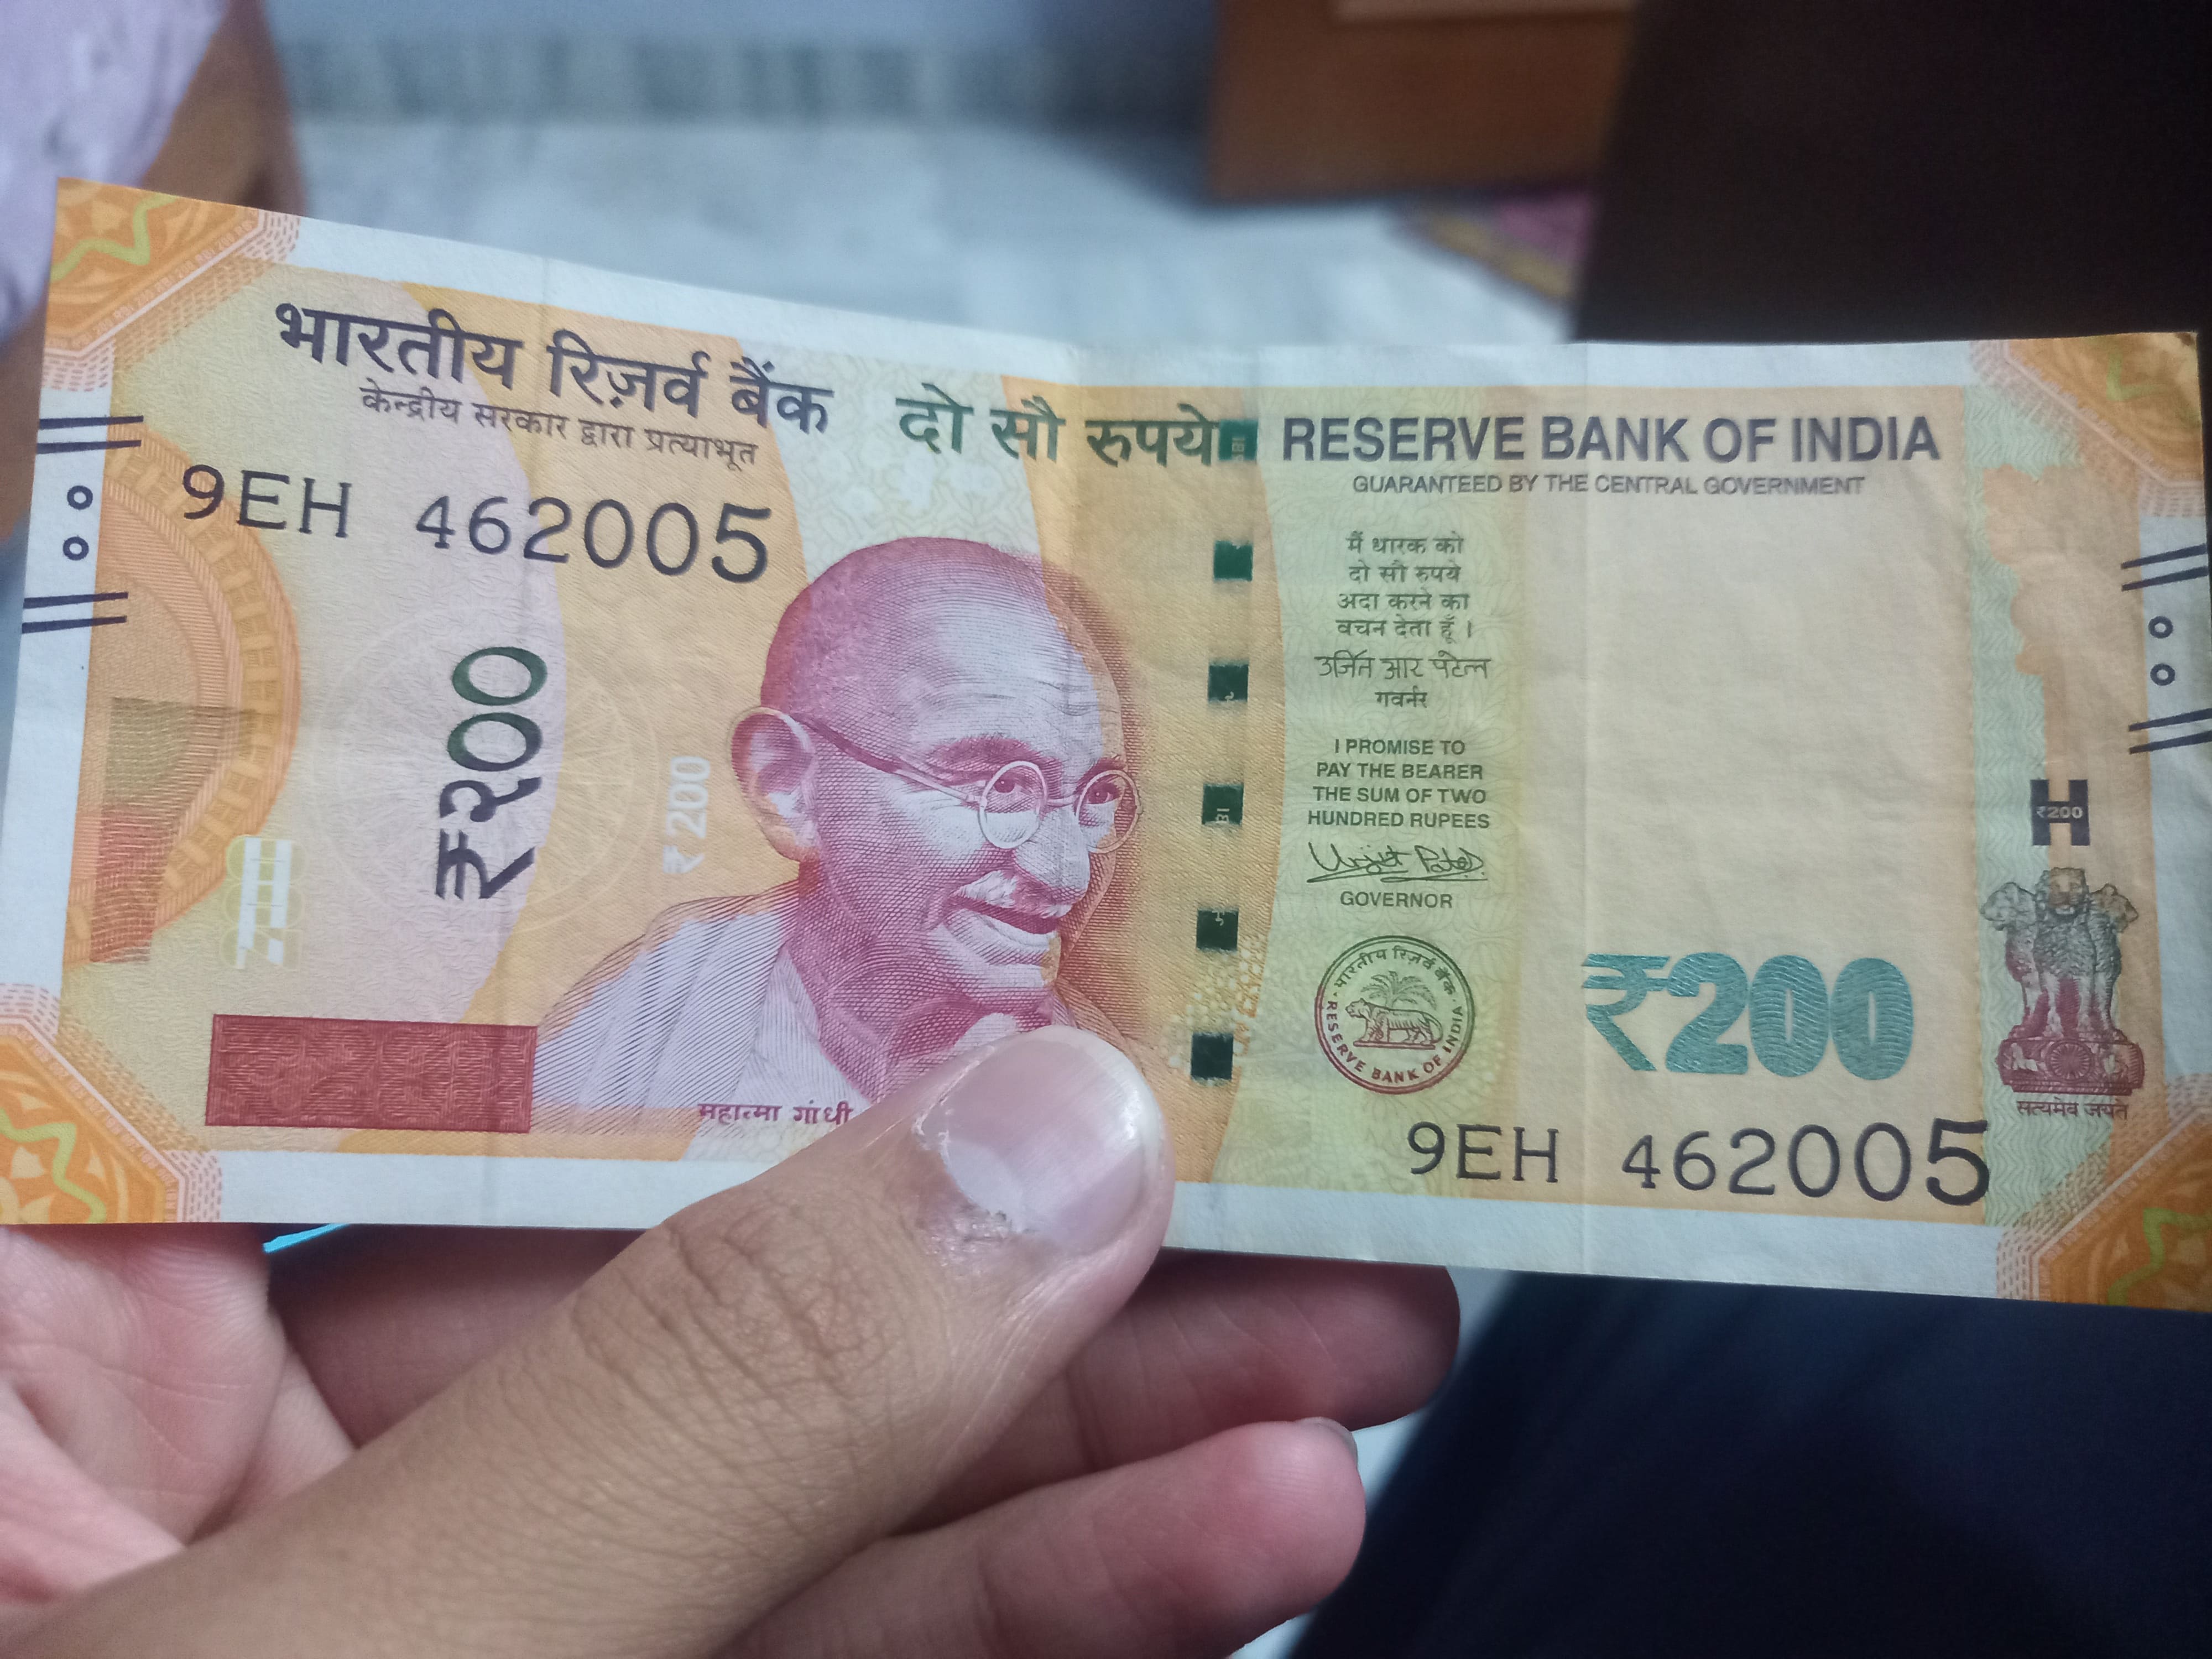 भारतीय रिज़र्व बैंक
केन्द्रीय सरकार द्वारा प्रत्याभूत
9EH 462005
₹२००
₹200
महात्मा गांधी
दो सौ रुपये
RESERVE BANK OF INDIA
GUARANTEED BY THE CENTRAL GOVERNMENT
मैं धारक को
दो सौ रुपये
अदा करने का
वचन देता हूँ ।
उर्जित आर पटेल
गवर्नर
I PROMISE TO
PAY THE BEARER
THE SUM OF TWO
HUNDRED RUPEES
Urjit Patel
GOVERNOR
भारतीय रिज़र्व बैंक
RESERVE BANK OF INDIA
₹200
H
₹200
सत्यमेव जयते
9EH 462005